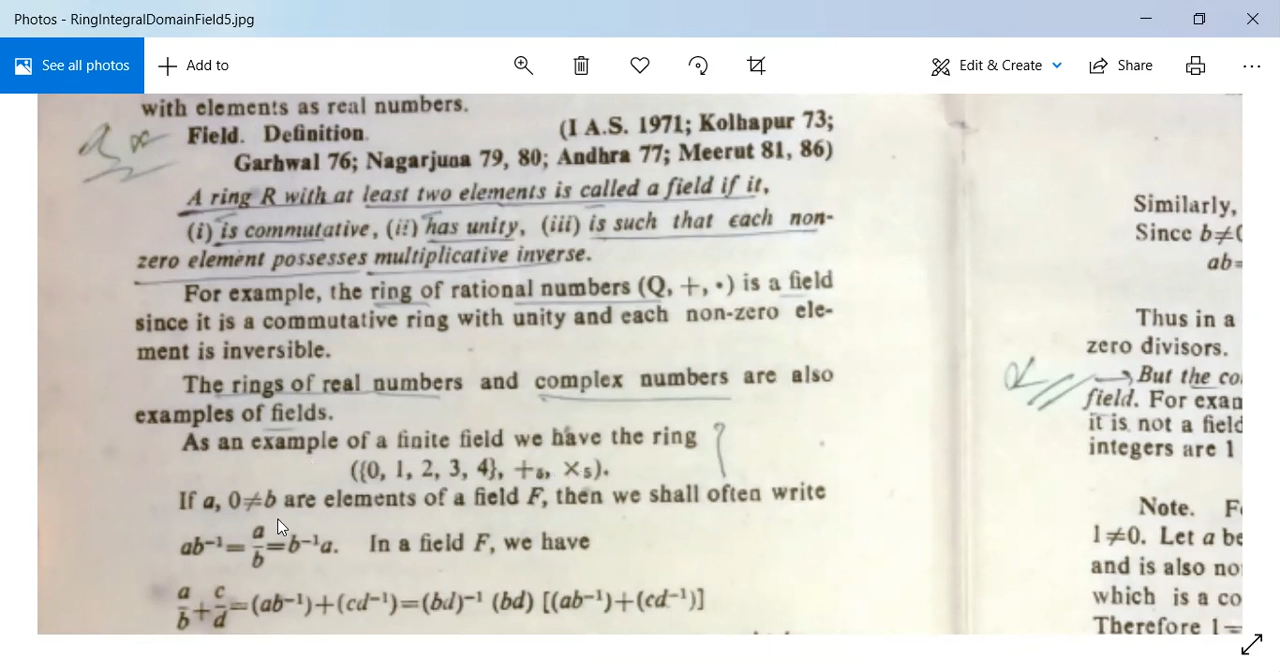 Photos - RingIntegralDomainField5.jpg
See all photos
Add to
Edit & Create
Share
with elements as real numbers.
Field. Definition. (I A.S. 1971; Kolhapur 73;
Garhwal 76; Nagarjuna 79, 80; Andhra 77; Meerut 81, 86)
A ring R with at least two elements is called a field if it,
(i) is commutative, (ii) has unity, (iii) is such that each non-
zero element possesses multiplicative inverse.
For example, the ring of rational numbers (Q, +, ·) is a field
since it is a commutative ring with unity and each non-zero ele-
ment is inversible.
The rings of real numbers and complex numbers are also
examples of fields.
As an example of a finite field we have the ring
({0, 1, 2, 3, 4}, +₅, ×₅).
If a, 0≠b are elements of a field F, then we shall often write
ab⁻¹= a/b =b⁻¹a. In a field F, we have
a/b + c/d =(ab⁻¹)+(cd⁻¹)=(bd)⁻¹ (bd) [(ab⁻¹)+(cd⁻¹)]
Similarly,
Since b≠
ab=
Thus in a
zero divisors.
But the
field. For
it is not a field
integers are 1
Note.
1≠0. Let a be
and is also
which is a
Therefore 1=